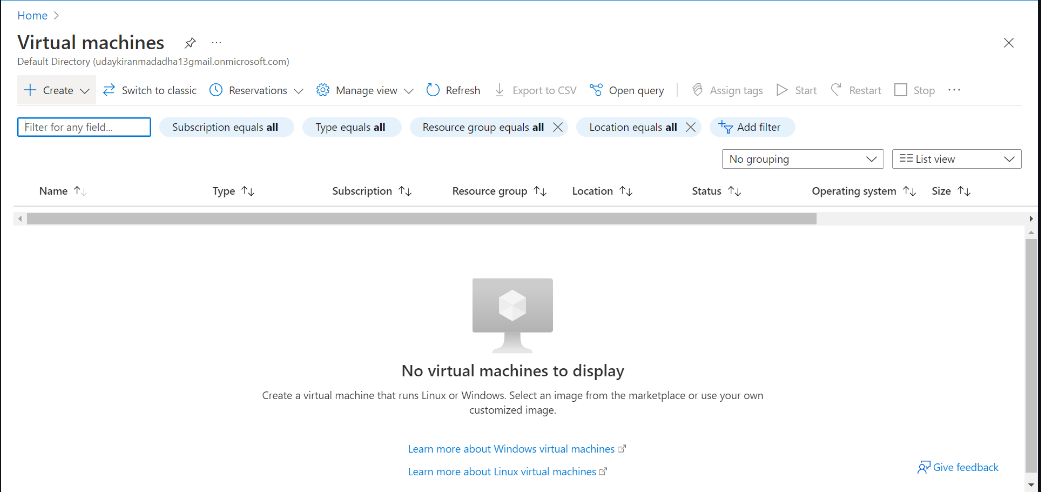 Home
Virtual machines
Default Directory (udaykiranmadadha13gmail.onmicrosoft.com)
Create Switch to classic Reservations Manage view Refresh Export to CSV Open query Assign tags Start Restart Stop
Filter for any field... Subscription equals all Type equals all Resource group equals all Location equals all Add filter
No grouping List view
Name Type Subscription Resource group Location Status Operating system Size
No virtual machines to display
Create a virtual machine that runs Linux or Windows. Select an image from the marketplace or use your own
customized image.
Learn more about Windows virtual machines
Learn more about Linux virtual machines
Give feedback